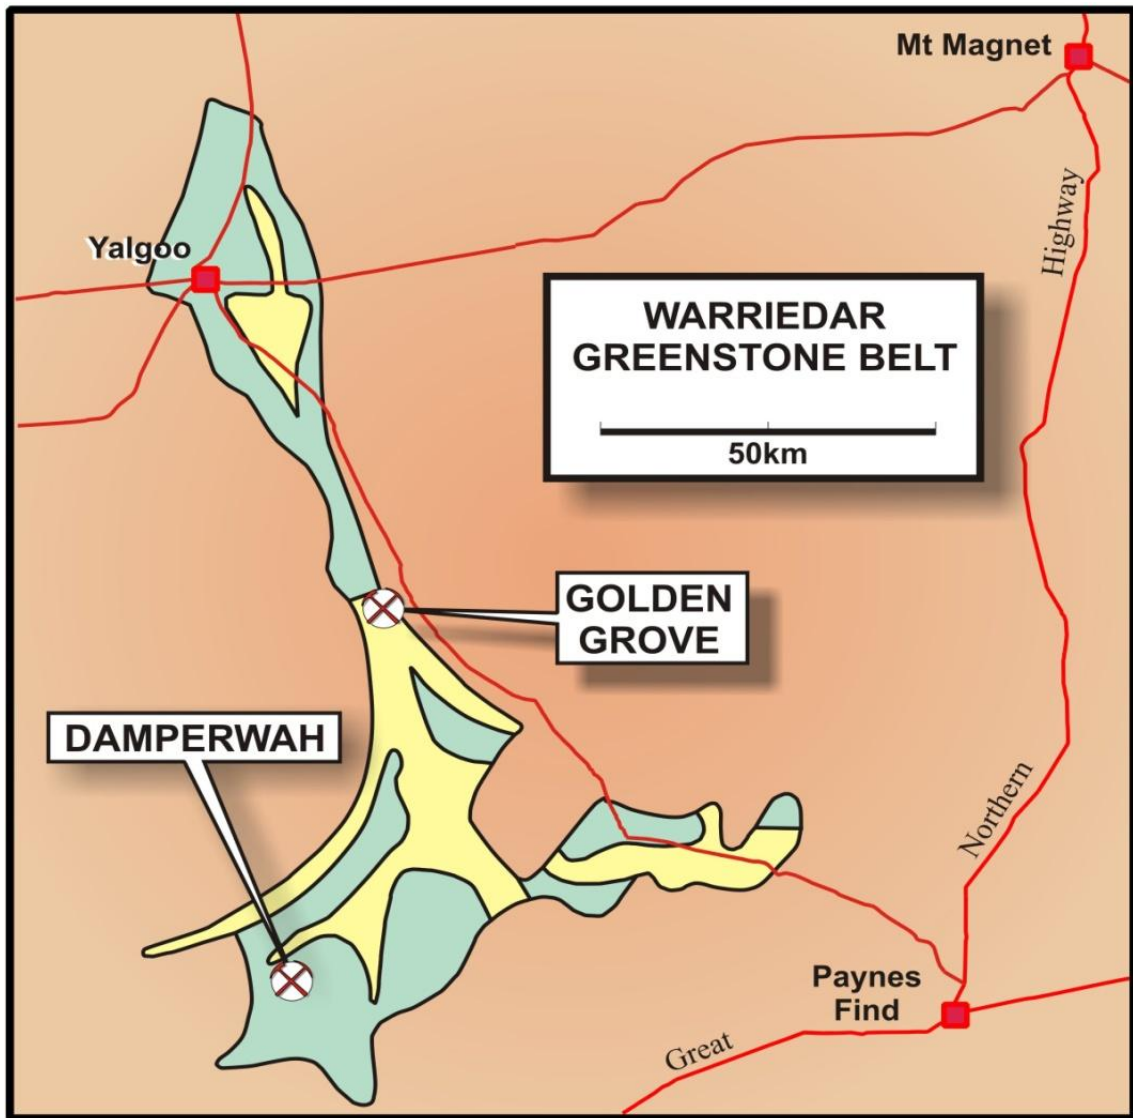 Mt Magnet
Highway
Yalgoo
WARRIEDAR
GREENSTONE BELT
50km
GOLDEN
GROVE
DAMPERWAH
Northern
Paynes
Find
Great